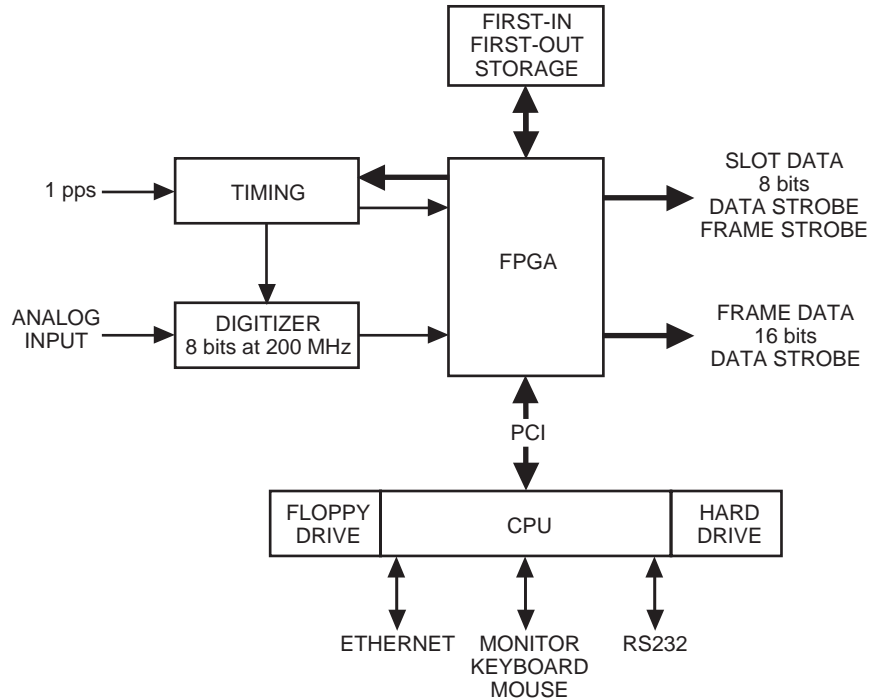 FIRST-IN
FIRST-OUT
STORAGE
1 pps
TIMING
FPGA
SLOT DATA
8 bits
DATA STROBE
FRAME STROBE
ANALOG
INPUT
DIGITIZER
8 bits at 200 MHz
FRAME DATA
16 bits
DATA STROBE
PCI
FLOPPY
DRIVE
CPU
HARD
DRIVE
ETHERNET
MONITOR
KEYBOARD
MOUSE
RS232